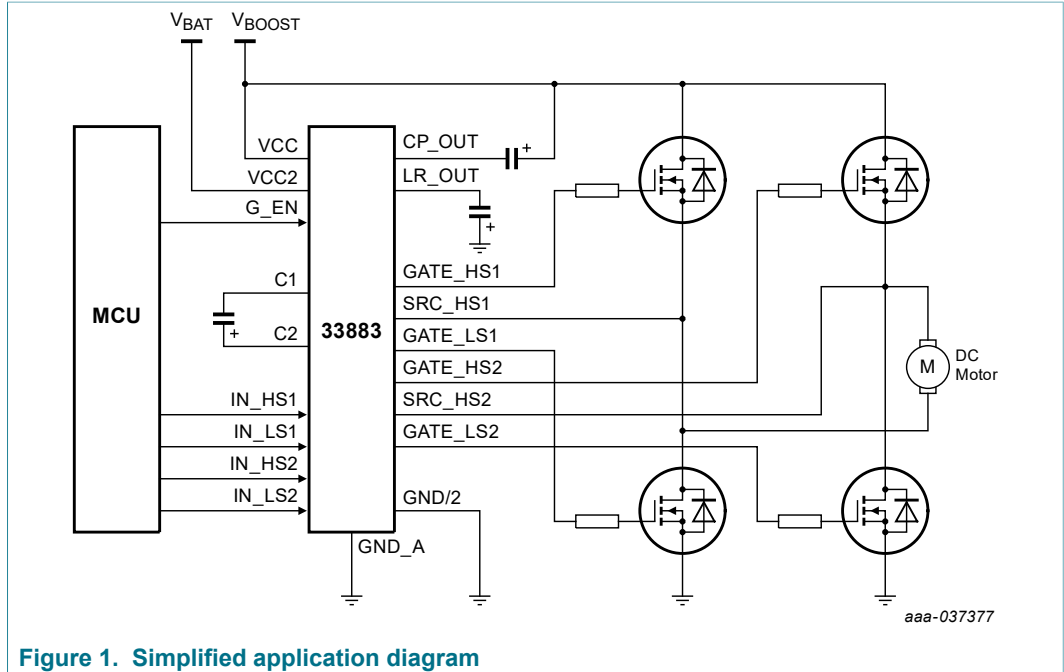 VBAT VBOOST
MCU
33883
VCC
VCC2
G_EN
C1
C2
IN_HS1
IN_LS1
IN_HS2
IN_LS2
CP_OUT
LR_OUT
GATE_HS1
SRC_HS1
GATE_LS1
GATE_HS2
SRC_HS2
GATE_LS2
GND/2
GND_A
+
+
+
M
DC
Motor
aaa-037377
Figure 1. Simplified application diagram